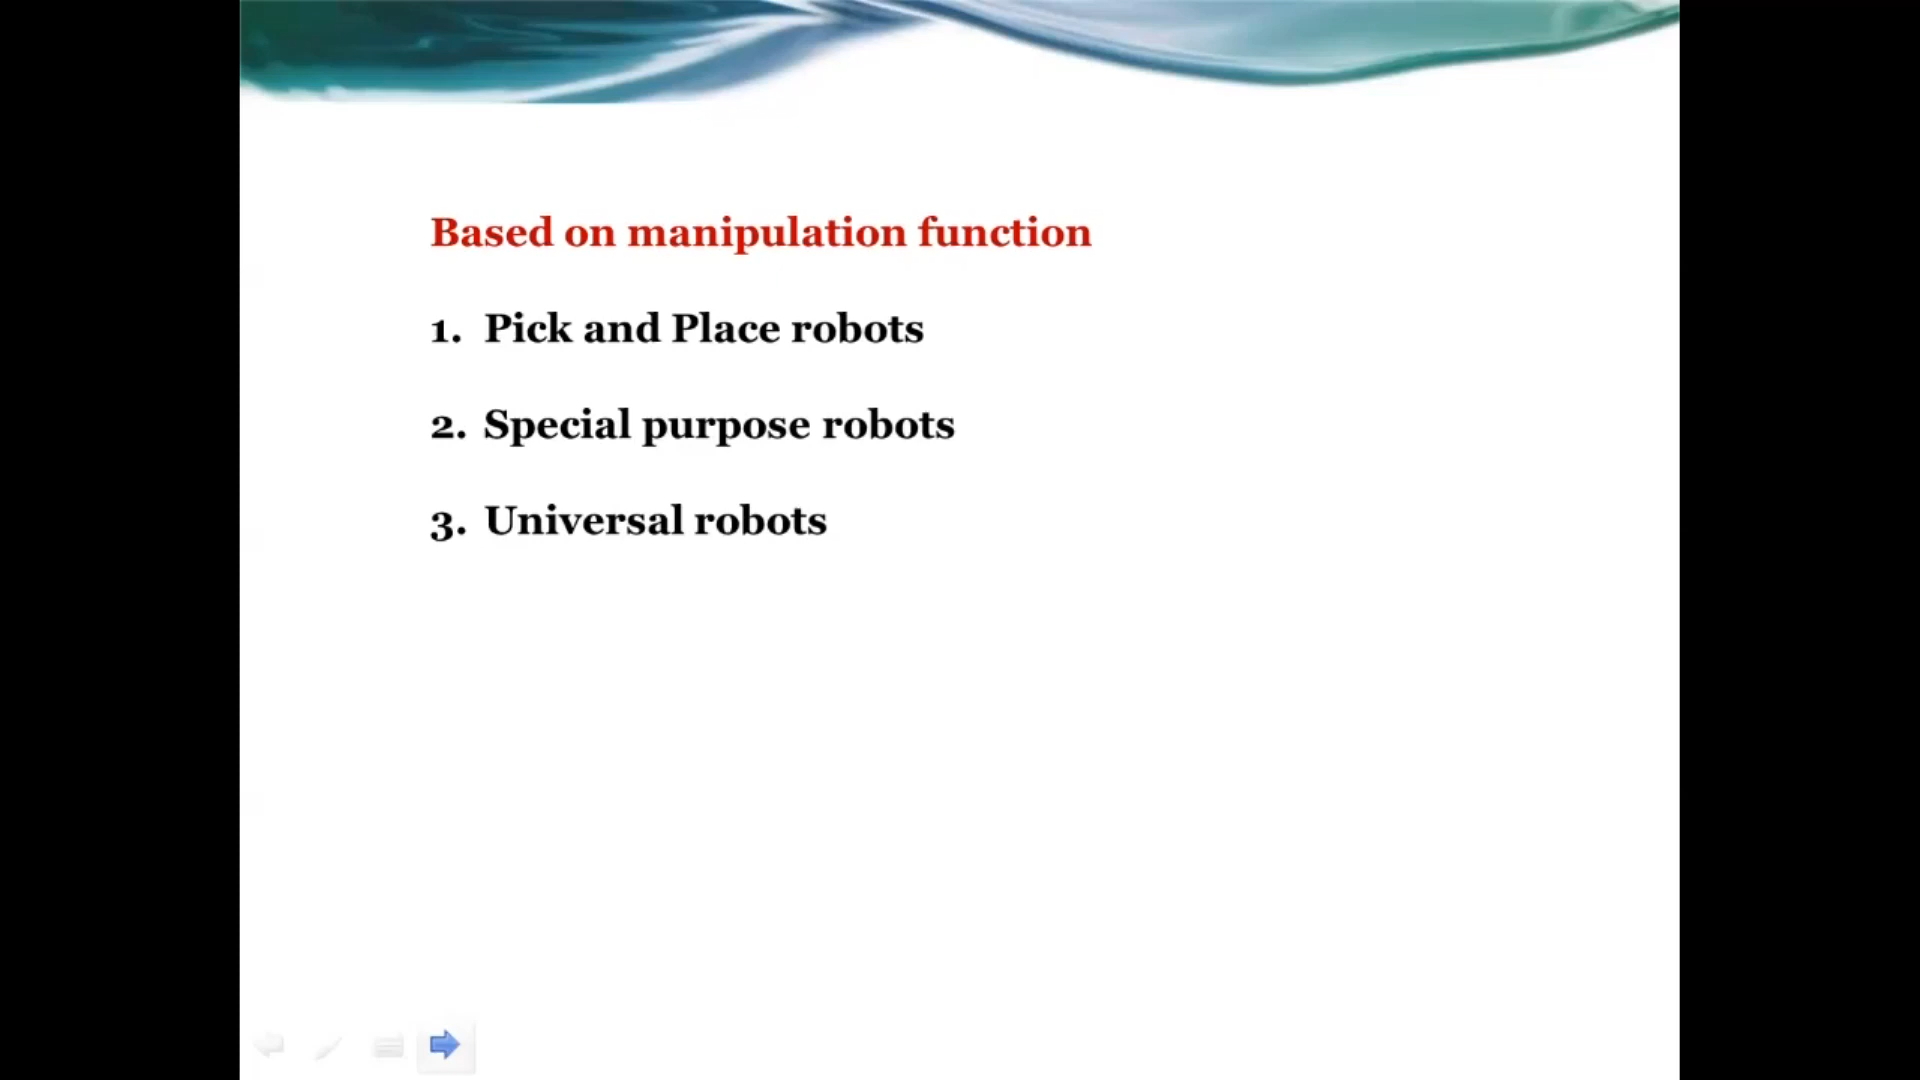 Based on manipulation function
1. Pick and Place robots
2. Special purpose robots
3. Universal robots